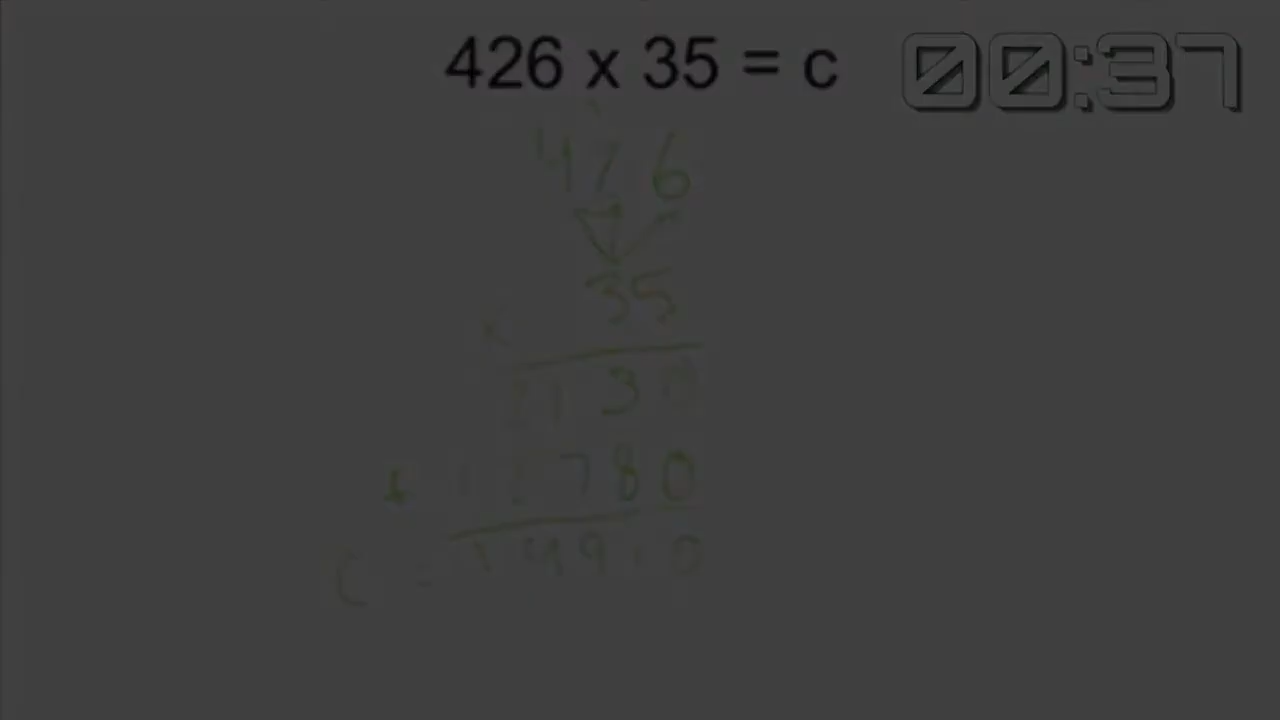 426 x 35 = c
00:37
426
x 35
2130
+ 12780
C = 14910